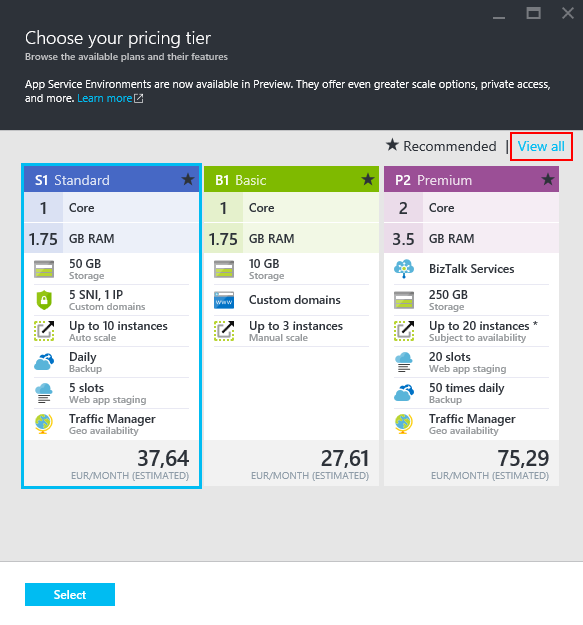 Choose your pricing tier
Browse the available plans and their features
App Service Environments are now available in Preview. They offer even greater scale options, private access,
and more. Learn more
★ Recommended | View all
S1 Standard ★
1 Core
1.75 GB RAM
50 GB
Storage
5 SNI, 1 IP
Custom domains
Up to 10 instances
Auto scale
Daily
Backup
5 slots
Web app staging
Traffic Manager
Geo availability
37,64
EUR/MONTH (ESTIMATED)
B1 Basic ★
1 Core
1.75 GB RAM
10 GB
Storage
www
Custom domains
Up to 3 instances
Manual scale
27,61
EUR/MONTH (ESTIMATED)
P2 Premium ★
2 Core
3.5 GB RAM
BizTalk Services
250 GB
Storage
Up to 20 instances *
Subject to availability
20 slots
Web app staging
50 times daily
Backup
Traffic Manager
Geo availability
75,29
EUR/MONTH (ESTIMATED)
Select